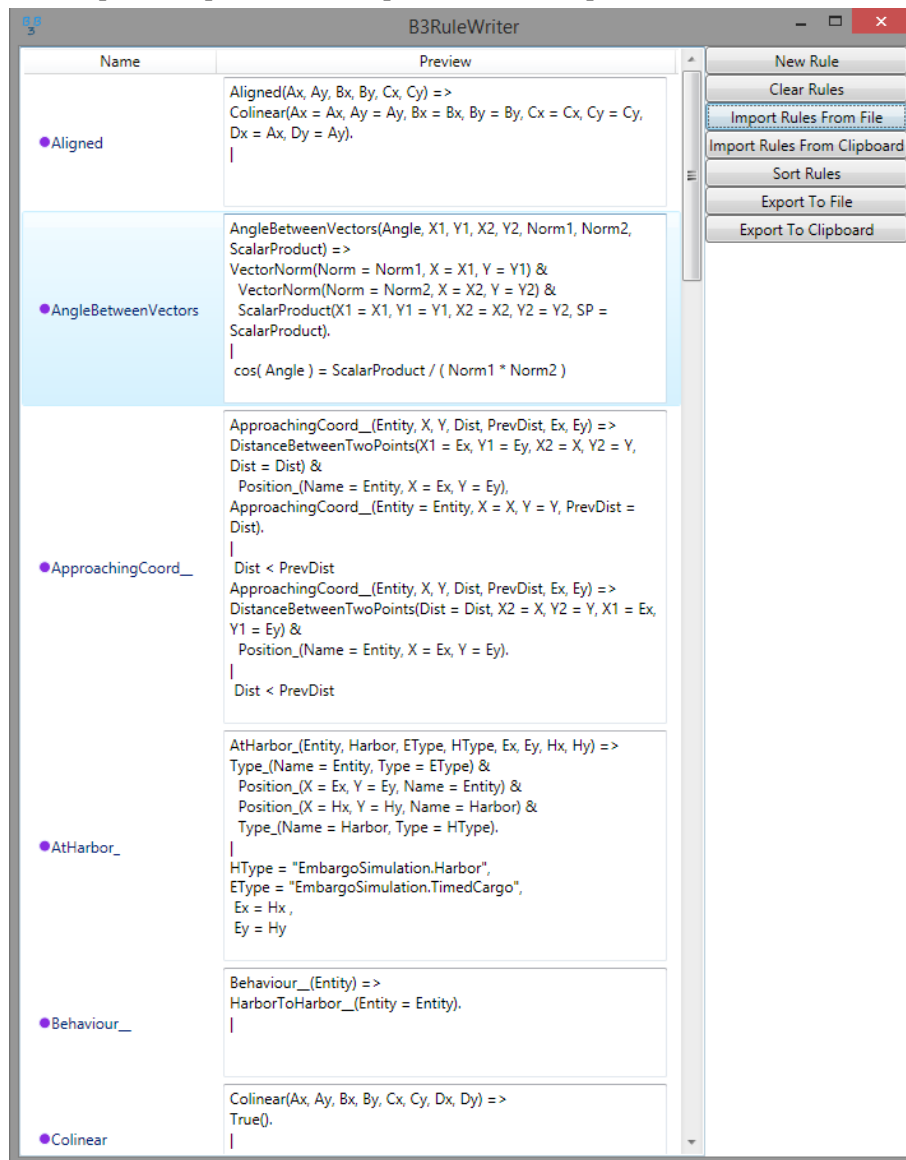 B3RuleWriter
Name
Preview
New Rule
Clear Rules
Import Rules From File
Import Rules From Clipboard
Sort Rules
Export To File
Export To Clipboard
Aligned
Aligned(Ax, Ay, Bx, By, Cx, Cy) =>
Colinear(Ax = Ax, Ay = Ay, Bx = Bx, By = By, Cx = Cx, Cy = Cy,
Dx = Ax, Dy = Ay).
|
AngleBetweenVectors
AngleBetweenVectors(Angle, X1, Y1, X2, Y2, Norm1, Norm2,
ScalarProduct) =>
VectorNorm(Norm = Norm1, X = X1, Y = Y1) &
VectorNorm(Norm = Norm2, X = X2, Y = Y2) &
ScalarProduct(X1 = X1, Y1 = Y1, X2 = X2, Y2 = Y2, SP =
ScalarProduct).
|
cos( Angle ) = ScalarProduct / ( Norm1 * Norm2 )
ApproachingCoord__
ApproachingCoord__(Entity, X, Y, Dist, PrevDist, Ex, Ey) =>
DistanceBetweenTwoPoints(X1 = Ex, Y1 = Ey, X2 = X, Y2 = Y,
Dist = Dist) &
Position_(Name = Entity, X = Ex, Y = Ey),
ApproachingCoord__(Entity = Entity, X = X, Y = Y, PrevDist =
Dist).
|
Dist < PrevDist
ApproachingCoord__(Entity, X, Y, Dist, PrevDist, Ex, Ey) =>
DistanceBetweenTwoPoints(Dist = Dist, X2 = X, Y2 = Y, X1 = Ex,
Y1 = Ey) &
Position_(Name = Entity, X = Ex, Y = Ey).
|
Dist < PrevDist
AtHarbor_
AtHarbor_(Entity, Harbor, EType, HType, Ex, Ey, Hx, Hy) =>
Type_(Name = Entity, Type = EType) &
Position_(X = Ex, Y = Ey, Name = Entity) &
Position_(X = Hx, Y = Hy, Name = Harbor) &
Type_(Name = Harbor, Type = HType).
|
HType = "EmbargoSimulation.Harbor",
EType = "EmbargoSimulation.TimedCargo",
Ex = Hx ,
Ey = Hy
Behaviour__
Behaviour__(Entity) =>
HarborToHarbor__(Entity = Entity).
|
Colinear
Colinear(Ax, Ay, Bx, By, Cx, Cy, Dx, Dy) =>
True().
|